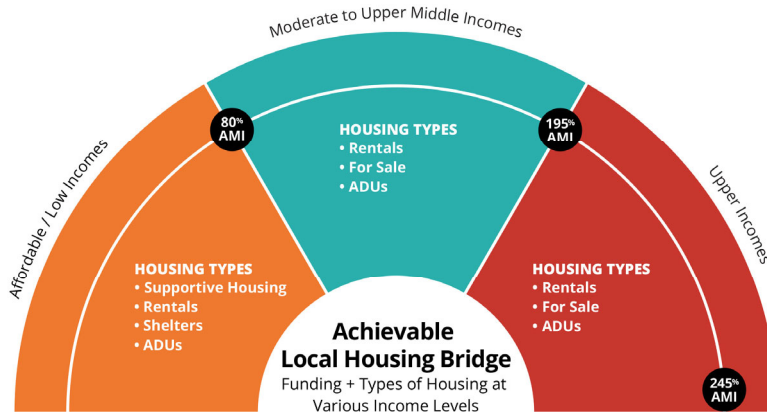 Moderate to Upper Middle Incomes
80% AMI
195% AMI
HOUSING TYPES
• Rentals
• For Sale
• ADUs
Affordable / Low Incomes
Upper Incomes
HOUSING TYPES
• Supportive Housing
• Rentals
• Shelters
• ADUs
HOUSING TYPES
• Rentals
• For Sale
• ADUs
Achievable
Local Housing Bridge
Funding + Types of Housing at
Various Income Levels
245%
AMI